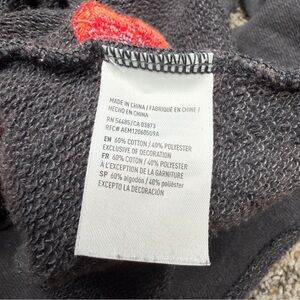 MADE IN CHINA / FABRIQUÉ EN CHINE /
HECHO EN CHINA
RN 54485/CA 03873
RFC# AEM120605U9A
EN 60% COTTON / 40% POLYESTER
EXCLUSIVE OF DECORATION
FR 60% COTON / 40% POLYESTER
À L'EXCEPTION DE LA GARNITURE
SP 60% algodón / 40% poliéster
EXCEPTO LA DECORACIÓN